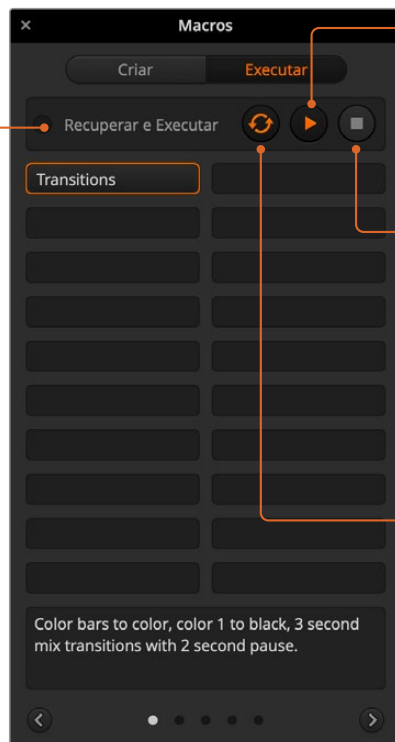 Macros
Criar Executar
Recuperar e Executar
Transitions
Color bars to color, color 1 to black, 3 second
mix transitions with 2 second pause.